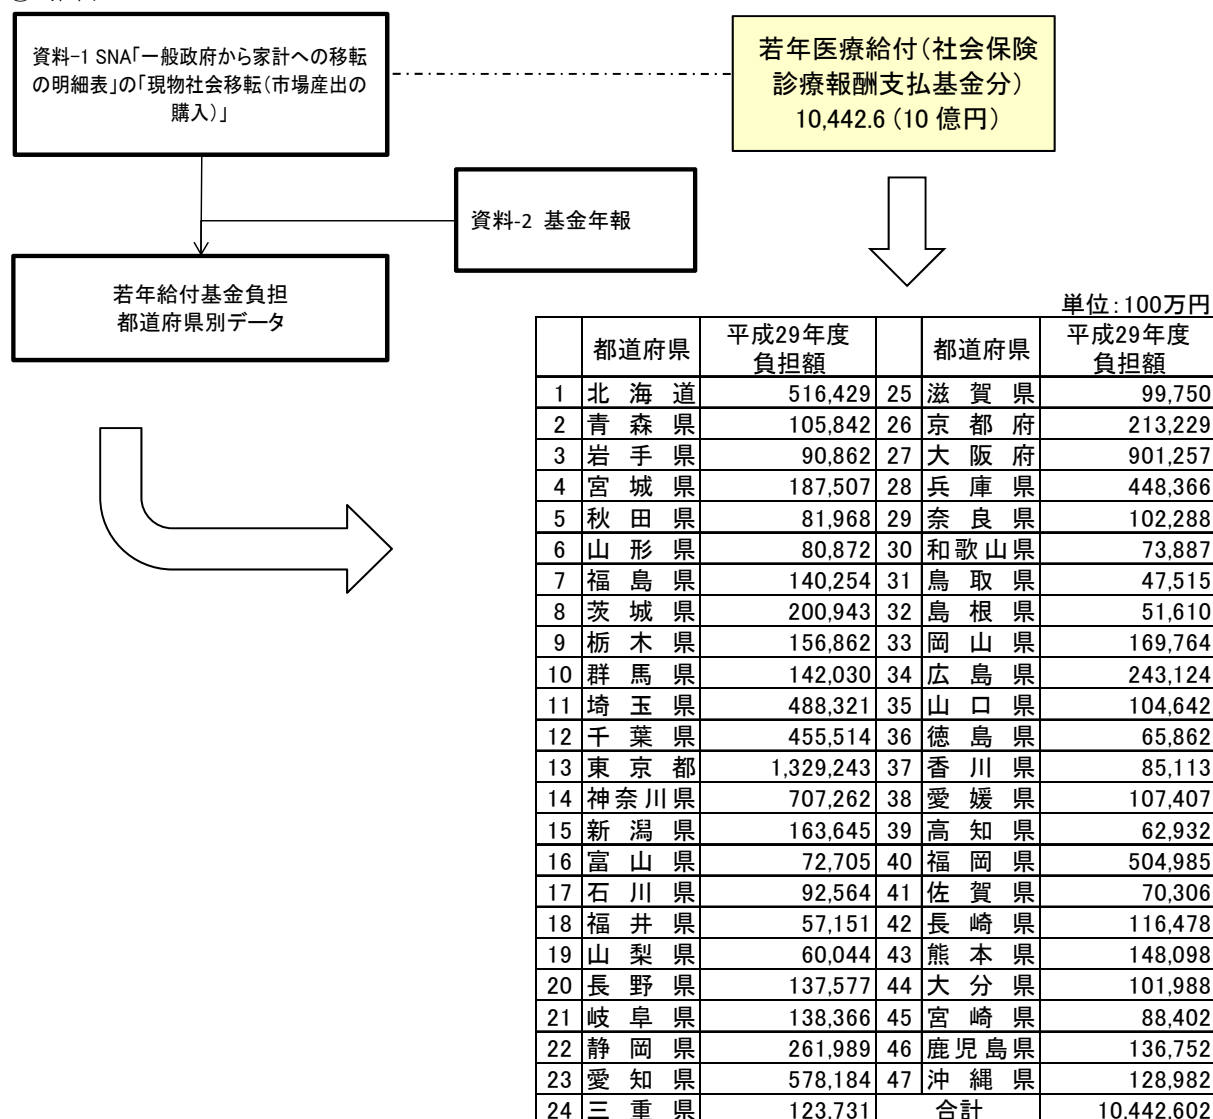 資料-1 SNA「一般政府から家計への移転
の明細表」の「現物社会移転(市場産出の
購入)」
若年医療給付(社会保険
診療報酬支払基金分)
10,442.6 (10 億円)
資料-2 基金年報
若年給付基金負担
都道府県別データ
単位:100万円
都道府県 平成29年度負担額 都道府県 平成29年度負担額
1 北海道 516,429 25 滋賀県 99,750
2 青森県 105,842 26 京都府 213,229
3 岩手県 90,862 27 大阪府 901,257
4 宮城県 187,507 28 兵庫県 448,366
5 秋田県 81,968 29 奈良県 102,288
6 山形県 80,872 30 和歌山県 73,887
7 福島県 140,254 31 鳥取県 47,515
8 茨城県 200,943 32 島根県 51,610
9 栃木県 156,862 33 岡山県 169,764
10 群馬県 142,030 34 広島県 243,124
11 埼玉県 488,321 35 山口県 104,642
12 千葉県 455,514 36 徳島県 65,862
13 東京都 1,329,243 37 香川県 85,113
14 神奈川県 707,262 38 愛媛県 107,407
15 新潟県 163,645 39 高知県 62,932
16 富山県 72,705 40 福岡県 504,985
17 石川県 92,564 41 佐賀県 70,306
18 福井県 57,151 42 長崎県 116,478
19 山梨県 60,044 43 熊本県 148,098
20 長野県 137,577 44 大分県 101,988
21 岐阜県 138,366 45 宮崎県 88,402
22 静岡県 261,989 46 鹿児島県 136,752
23 愛知県 578,184 47 沖縄県 128,982
24 三重県 123,731 合計 10,442,602